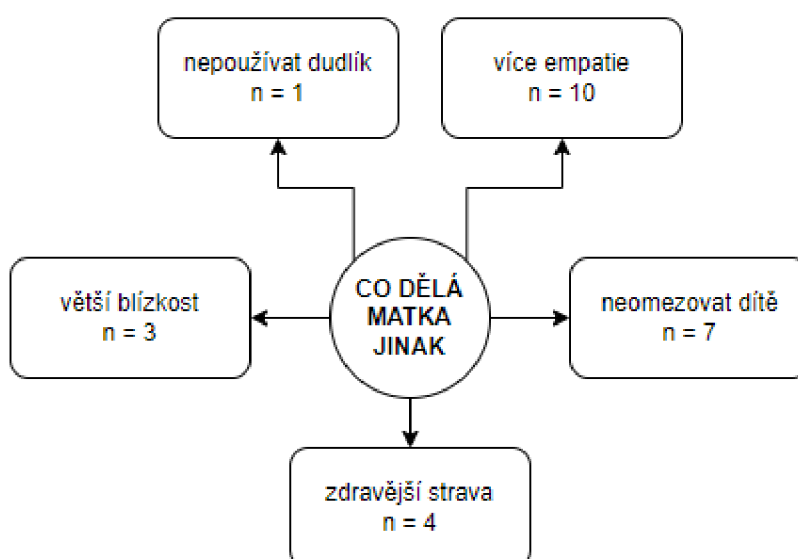 nepoužívat dudlík
n = 1
více empatie
n = 10
větší blízkost
n = 3
CO DĚLÁ
MATKA
JINAK
neomezovat dítě
n = 7
zdravější strava
n = 4